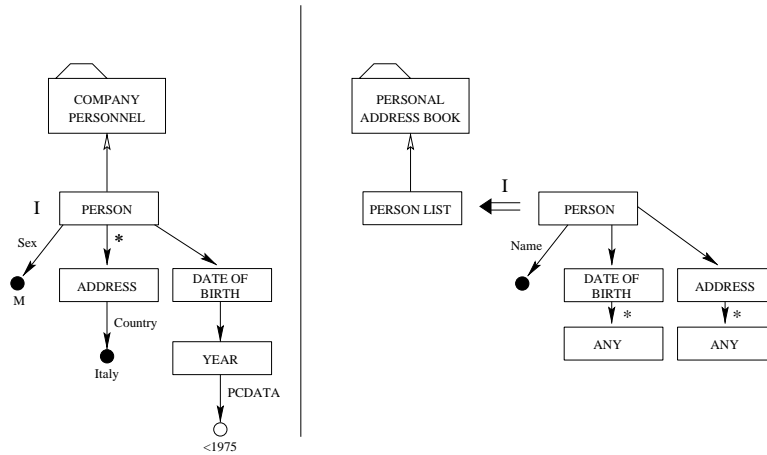 COMPANY
PERSONNEL
I
PERSON
Sex
*
M
ADDRESS
DATE OF
BIRTH
Country
Italy
YEAR
PCDATA
<1975
PERSONAL
ADDRESS BOOK
PERSON LIST
I
PERSON
Name
DATE OF
BIRTH
ADDRESS
*
*
ANY
ANY